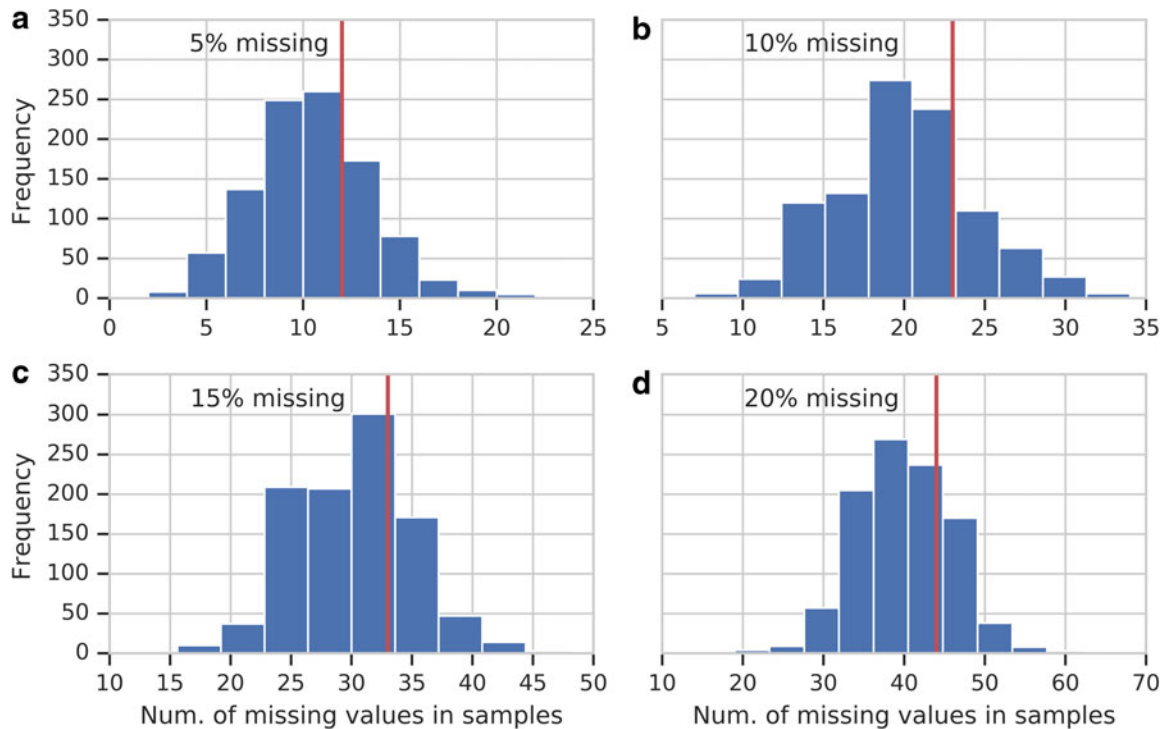 a
5% missing
350
300
250
200
150
100
50
0
Frequency
0 5 10 15 20 25
b
10% missing
5 10 15 20 25 30 35
c
15% missing
350
300
250
200
150
100
50
0
Frequency
10 15 20 25 30 35 40 45 50
Num. of missing values in samples
d
20% missing
10 20 30 40 50 60 70
Num. of missing values in samples